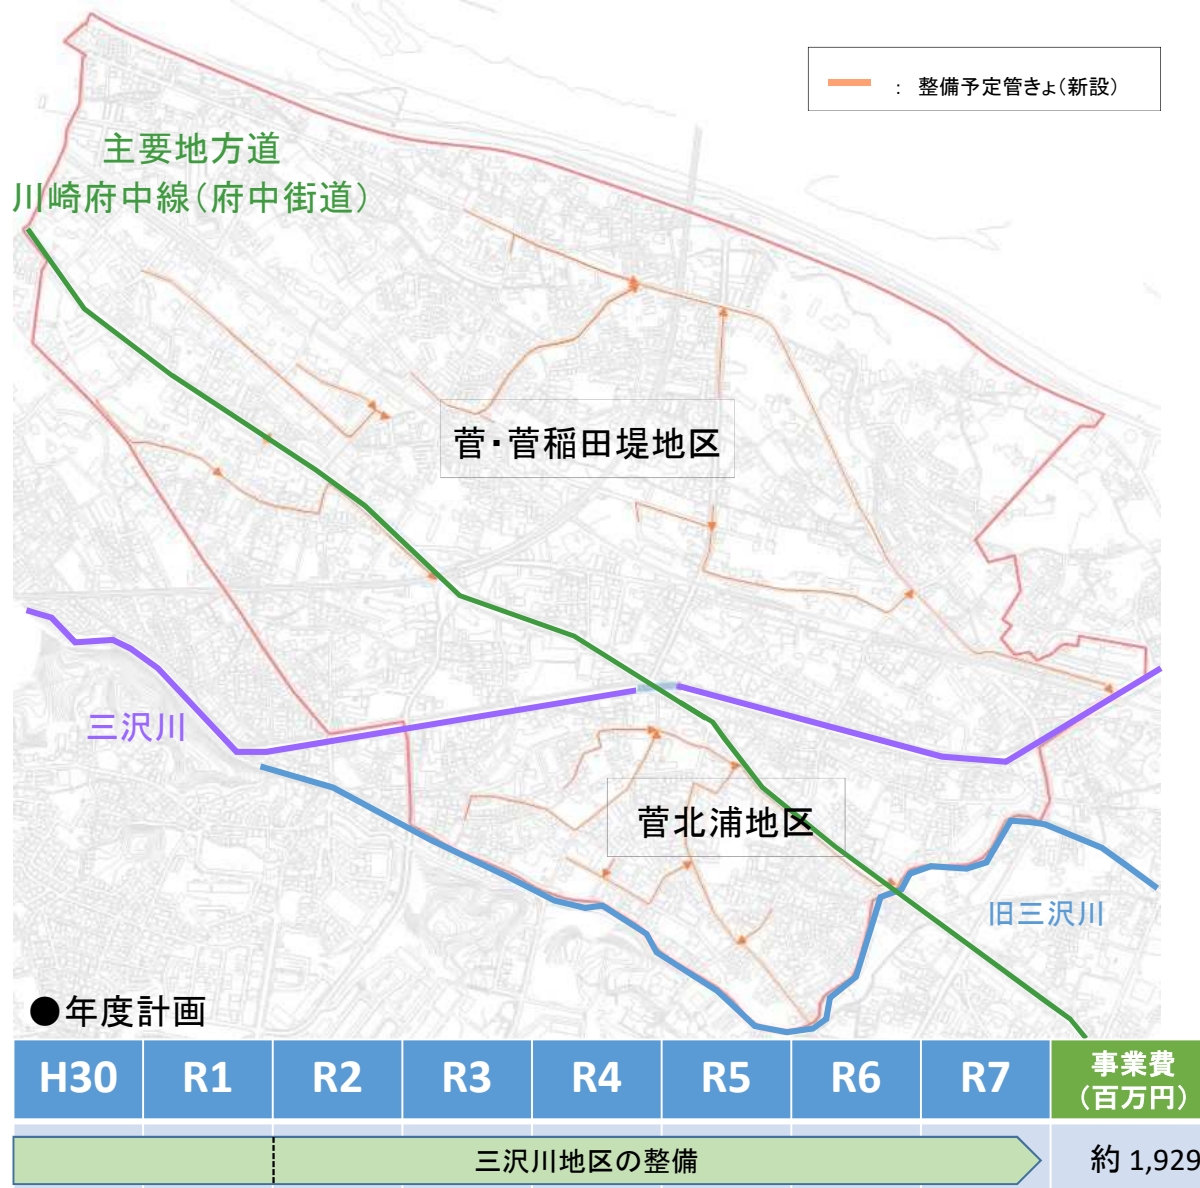 ： 整備予定管きょ（新設）
主要地方道
川崎府中線（府中街道）
菅・菅稲田堤地区
三沢川
菅北浦地区
旧三沢川
●年度計画
H30 R1 R2 R3 R4 R5 R6 R7 事業費
（百万円）
三沢川地区の整備 約 1,929